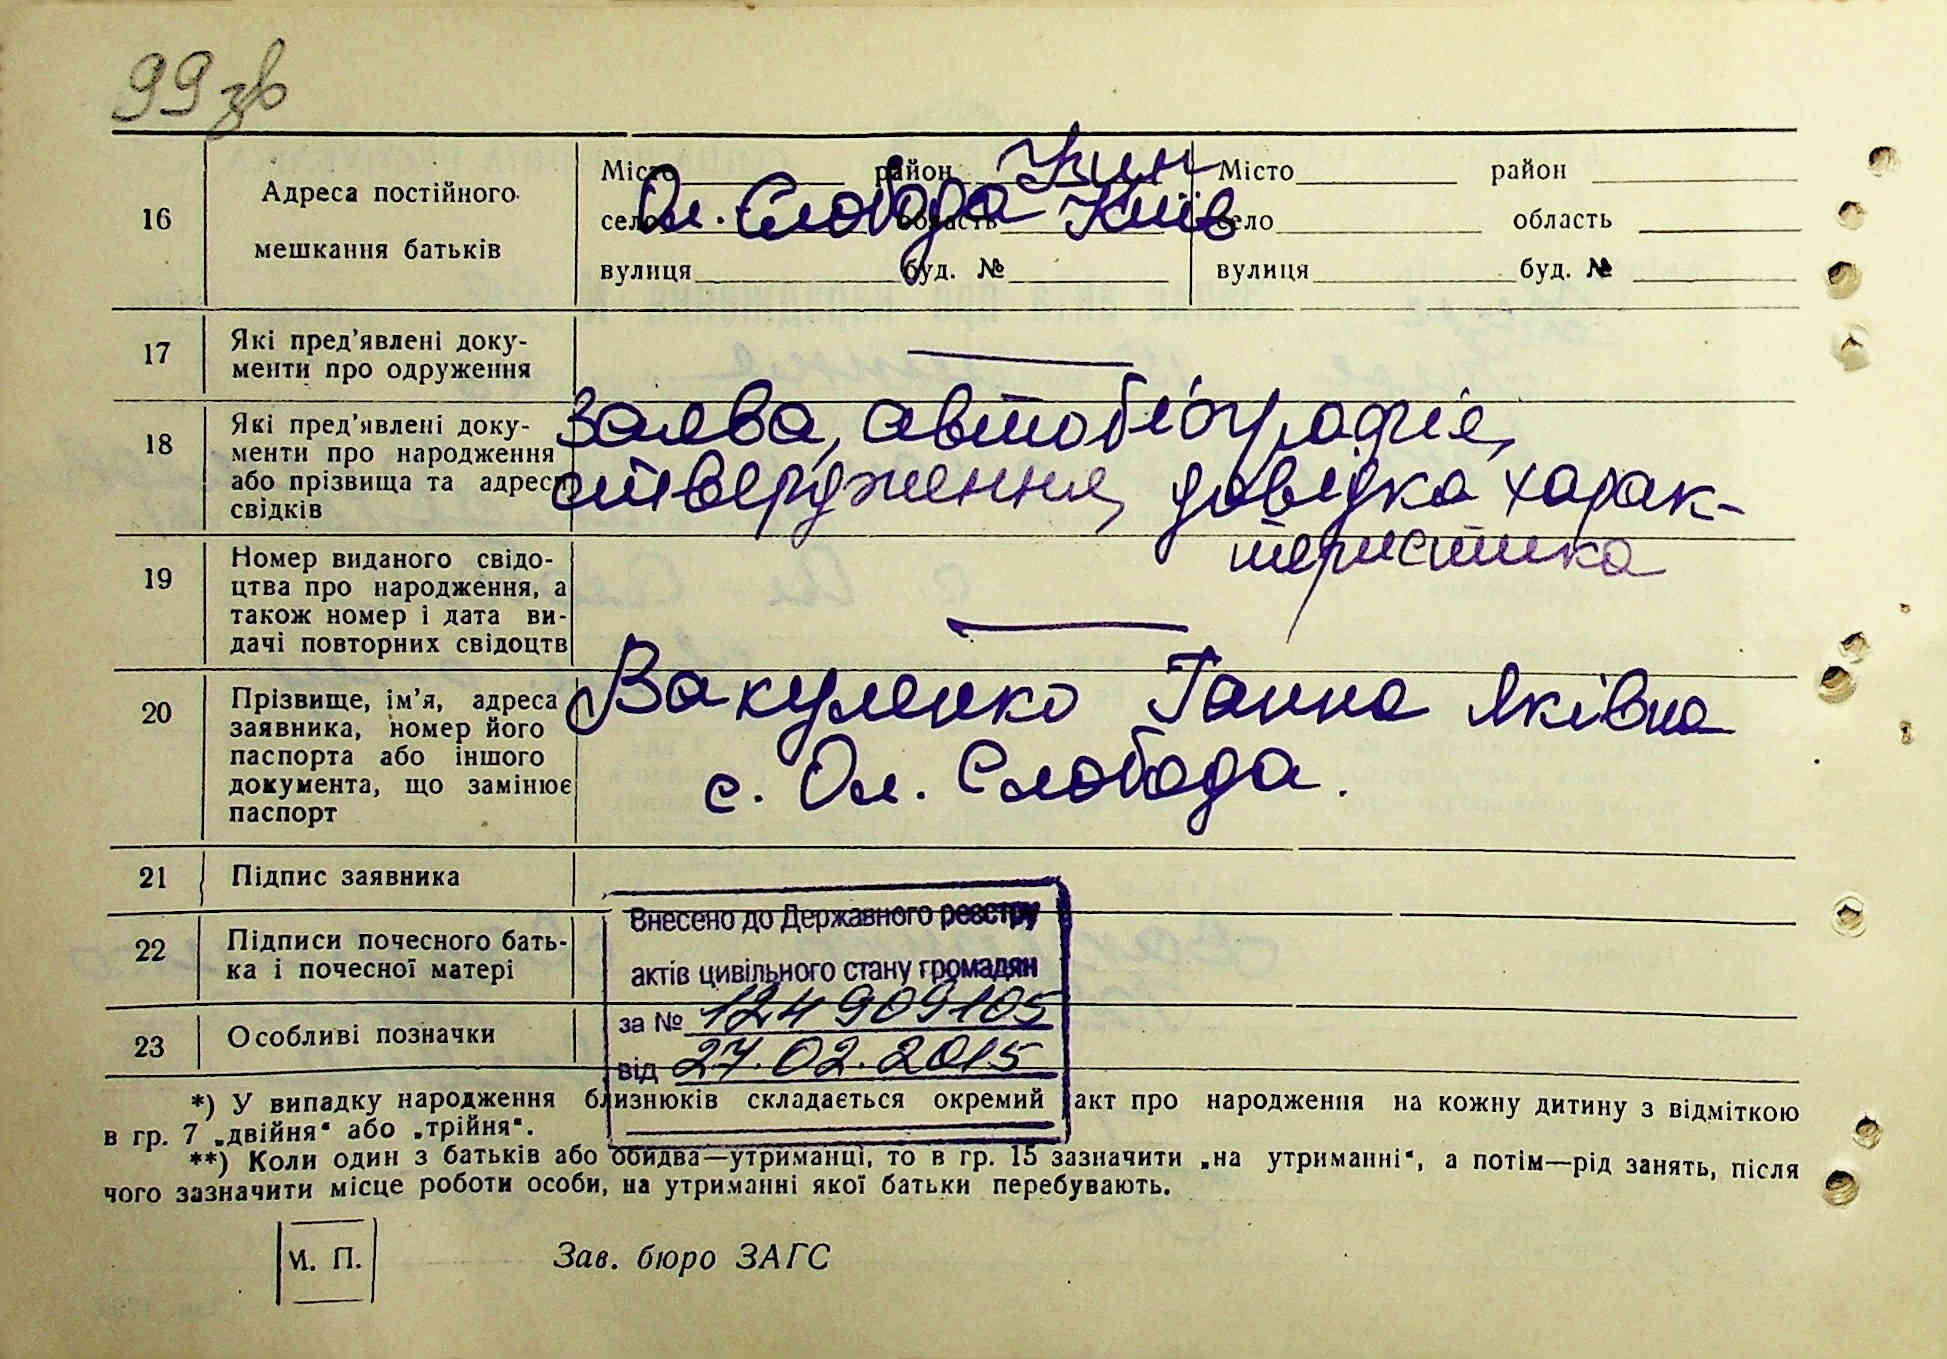 99 зв
16
Адреса постійного
мешкання батьків
Місто район Узин
село Ол. Слобода область Київ
вулиця буд. №
Місто район
село область
вулиця буд. №
17
Які пред'явлені доку-
менти про одруження
18
Які пред'явлені доку-
менти про народження
або прізвища та адреси
свідків
Заява, автобіографія,
ствердження, довідка харак-
теристика
19
Номер виданого свідо-
цтва про народження, а
також номер і дата ви-
дачі повторних свідоцтв
20
Прізвище, ім'я, адреса
заявника, номер його
паспорта або іншого
документа, що замінює
паспорт
Вакуленко Ганна Яківна
с. Ол. Слобода.
21
Підпис заявника
22
Підписи почесного бать-
ка і почесної матері
23
Особливі позначки
Внесено до Державного реєстру
актів цивільного стану громадян
за № 124909105
від 27.02.2015
*) У випадку народження близнюків складається окремий акт про народження на кожну дитину з відміткою
в гр. 7 „двійня“ або „трійня“.
**) Коли один з батьків або обидва—утриманці, то в гр. 15 зазначити „на утриманні“, а потім—рід занять, після
чого зазначити місце роботи особи, на утриманні якої батьки перебувають.
М. П.
Зав. бюро ЗАГС